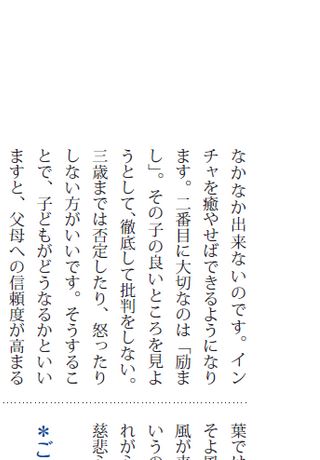 なかなか出来ないのです。イン
チャを癒やせばできるようになり
ます。二番目に大切なのは「励ま
し」。その子の良いところを見よ
うとして、徹底して批判をしない。
三歳までは否定したり、怒ったり
しない方がいいです。そうするこ
とで、子どもがどうなるかといい
ますと、父母への信頼度が高まる
葉では
そよ風
風が来
いうの
れが
慈悲
＊ご